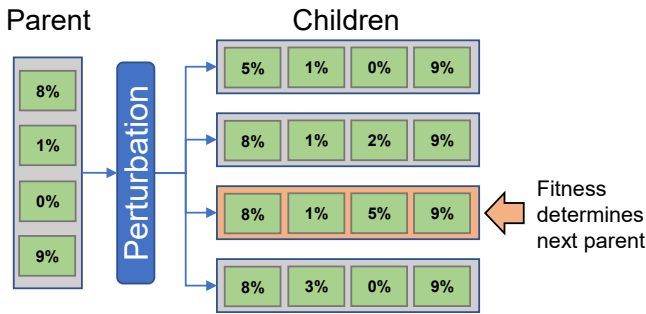 Parent
Children
8%
1%
0%
9%
Perturbation
5% 1% 0% 9%
8% 1% 2% 9%
8% 1% 5% 9%
8% 3% 0% 9%
Fitness
determines
next parent